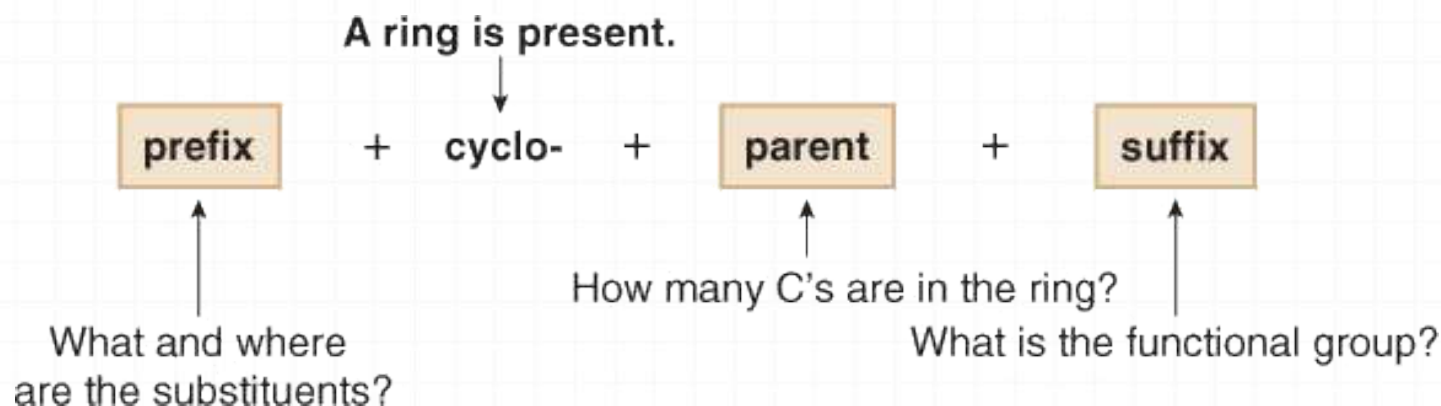 A ring is present.
prefix + cyclo- + parent + suffix
How many C's are in the ring?
What and where
are the substituents?
What is the functional group?